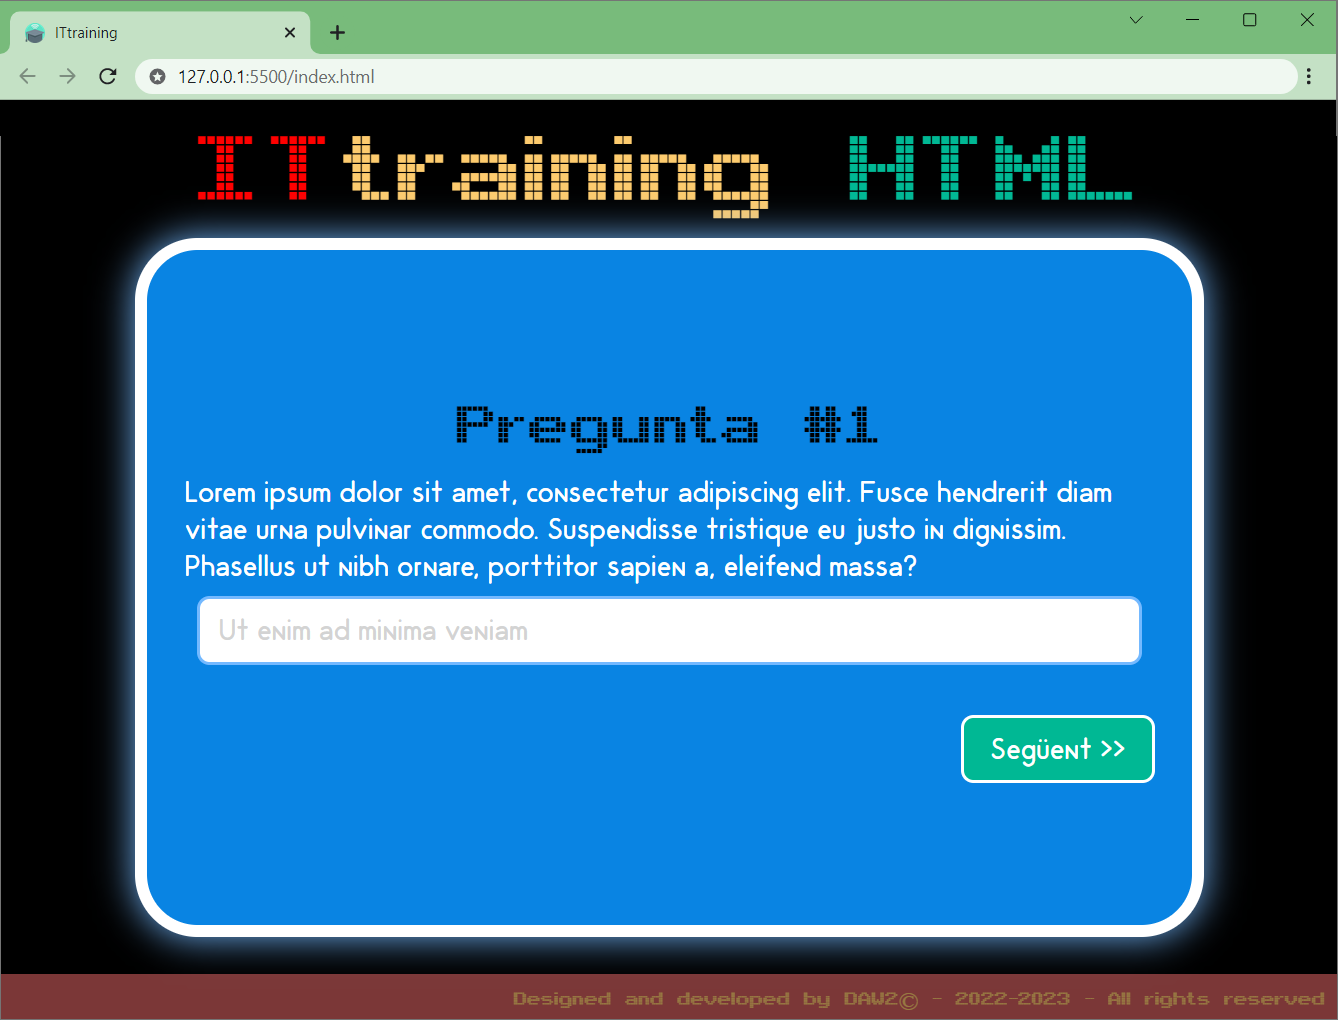 ITtraining
127.0.0.1:5500/index.html
ITtraining HTML
Pregunta #1
Lorem ipsum dolor sit amet, consectetur adipiscing elit. Fusce hendrerit diam
vitae urna pulvinar commodo. Suspendisse tristique eu justo in dignissim.
Phasellus ut nibh ornare, porttitor sapien a, eleifend massa?
Ut enim ad minima veniam
Següent >>
Designed and developed by DAW2© - 2022-2023 - All rights reserved